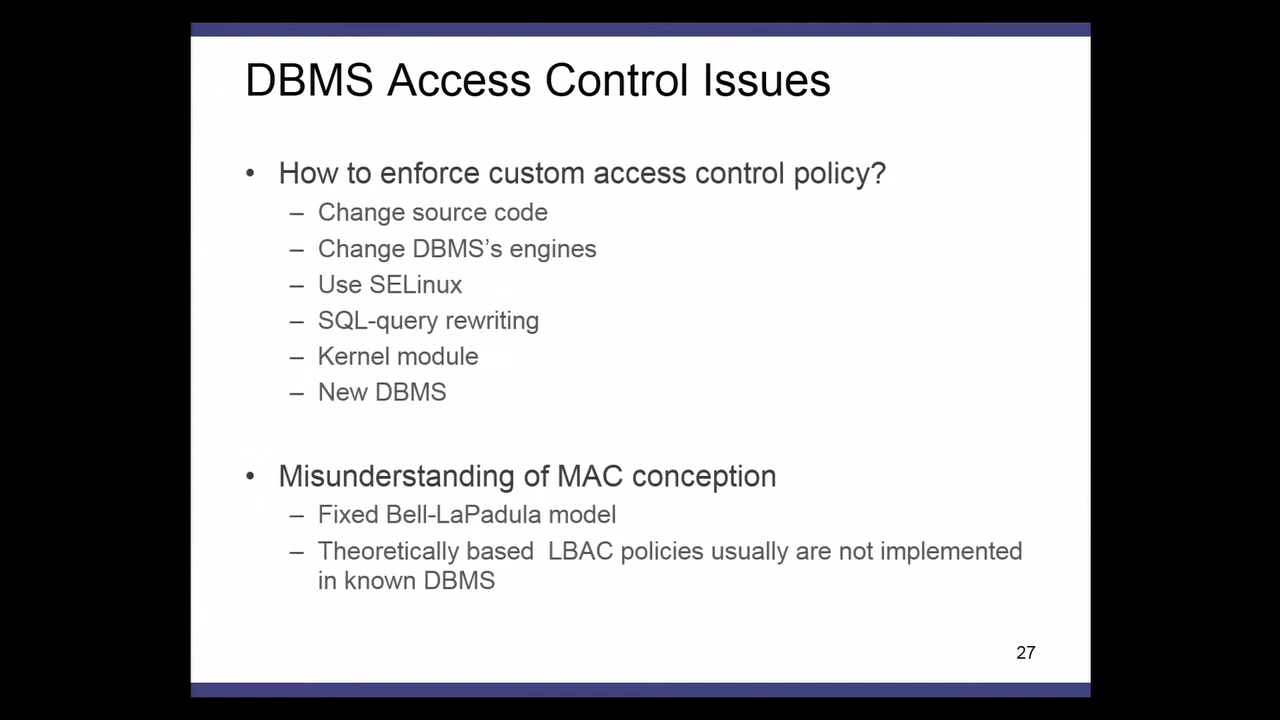 DBMS Access Control Issues
• How to enforce custom access control policy?
– Change source code
– Change DBMS’s engines
– Use SELinux
– SQL-query rewriting
– Kernel module
– New DBMS
• Misunderstanding of MAC conception
– Fixed Bell-LaPadula model
– Theoretically based  LBAC policies usually are not implemented
in known DBMS
27